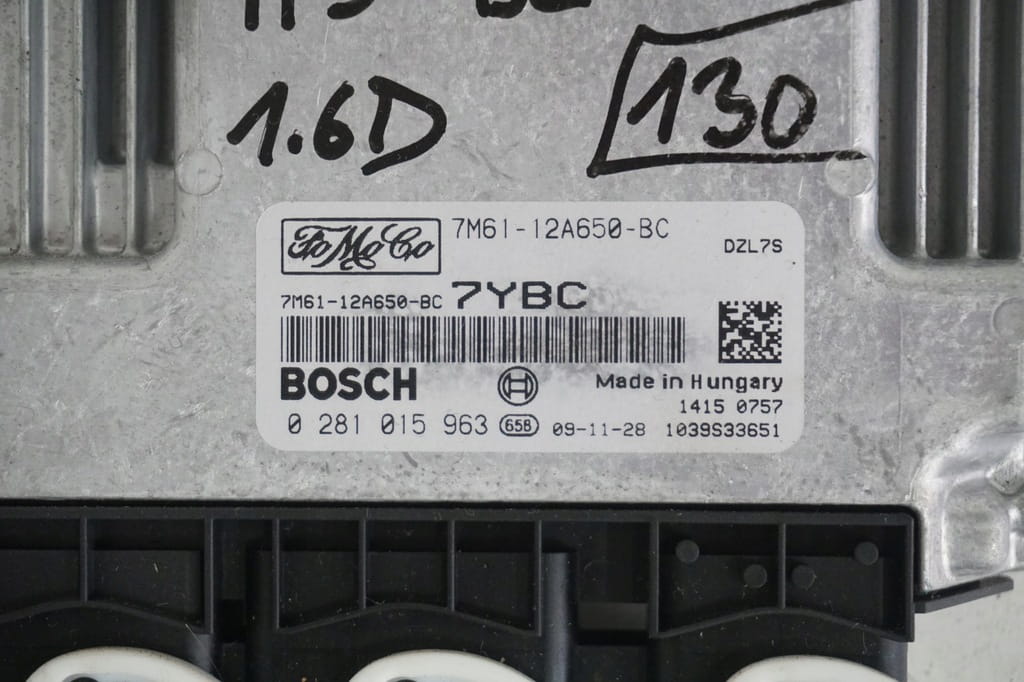 1.6D
130
FoMoCo 7M61-12A650-BC
DZL7S
7M61-12A650-BC 7YBC
BOSCH
Made in Hungary
1415 0757
0 281 015 963 658 09-11-28 1039S33651